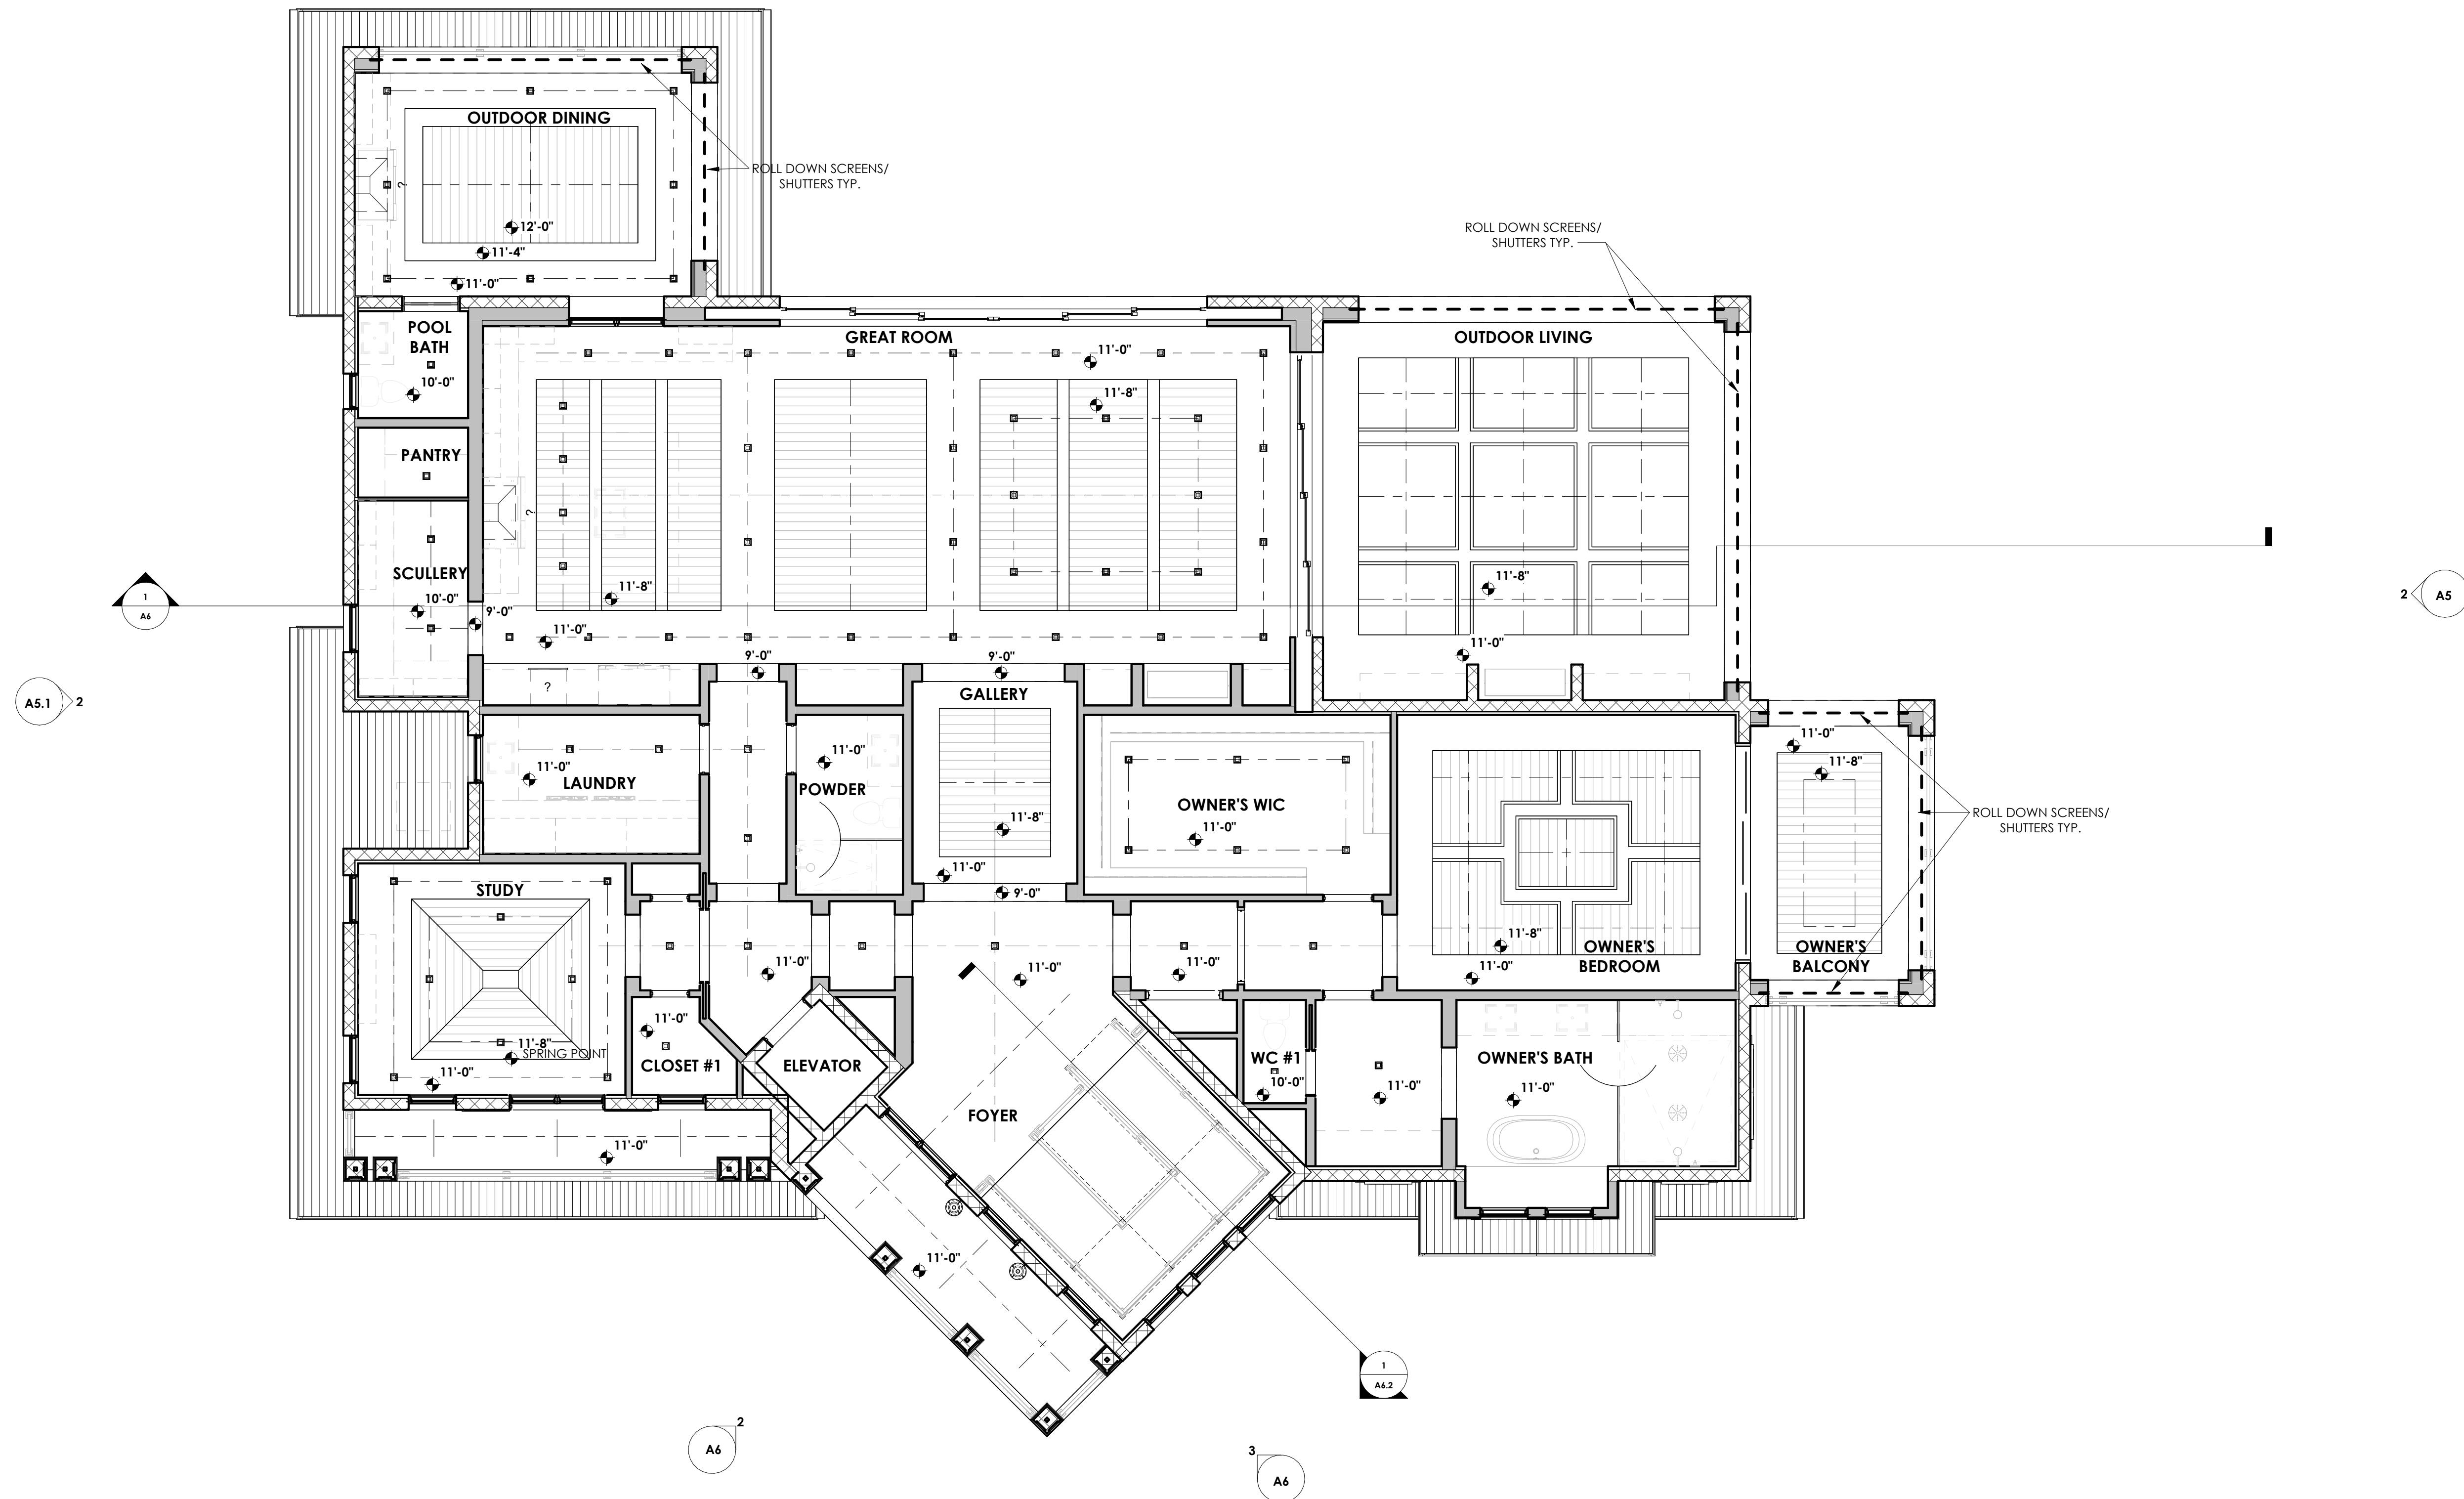 OUTDOOR DINING
ROLL DOWN SCREENS/
SHUTTERS TYP.
?
12'-0"
11'-4"
11'-0"
ROLL DOWN SCREENS/
SHUTTERS TYP.
POOL
BATH
10'-0"
GREAT ROOM
11'-0"
11'-8"
OUTDOOR LIVING
PANTRY
?
SCULLERY
10'-0"
9'-0"
11'-8"
11'-0"
11'-8"
11'-0"
1
A6
2
A5
A5.1
2
?
9'-0"
9'-0"
GALLERY
11'-0"
LAUNDRY
11'-0"
POWDER
11'-8"
11'-0"
9'-0"
OWNER'S WIC
11'-0"
11'-0"
11'-8"
ROLL DOWN SCREENS/
SHUTTERS TYP.
STUDY
11'-8"
OWNER'S
BEDROOM
11'-0"
OWNER'S
BALCONY
11'-0"
11'-0"
11'-0"
11'-8"
SPRING POINT
11'-0"
11'-0"
CLOSET #1
ELEVATOR
WC #1
10'-0"
11'-0"
OWNER'S BATH
11'-0"
FOYER
11'-0"
11'-0"
1
A6.2
2
A6
3
A6